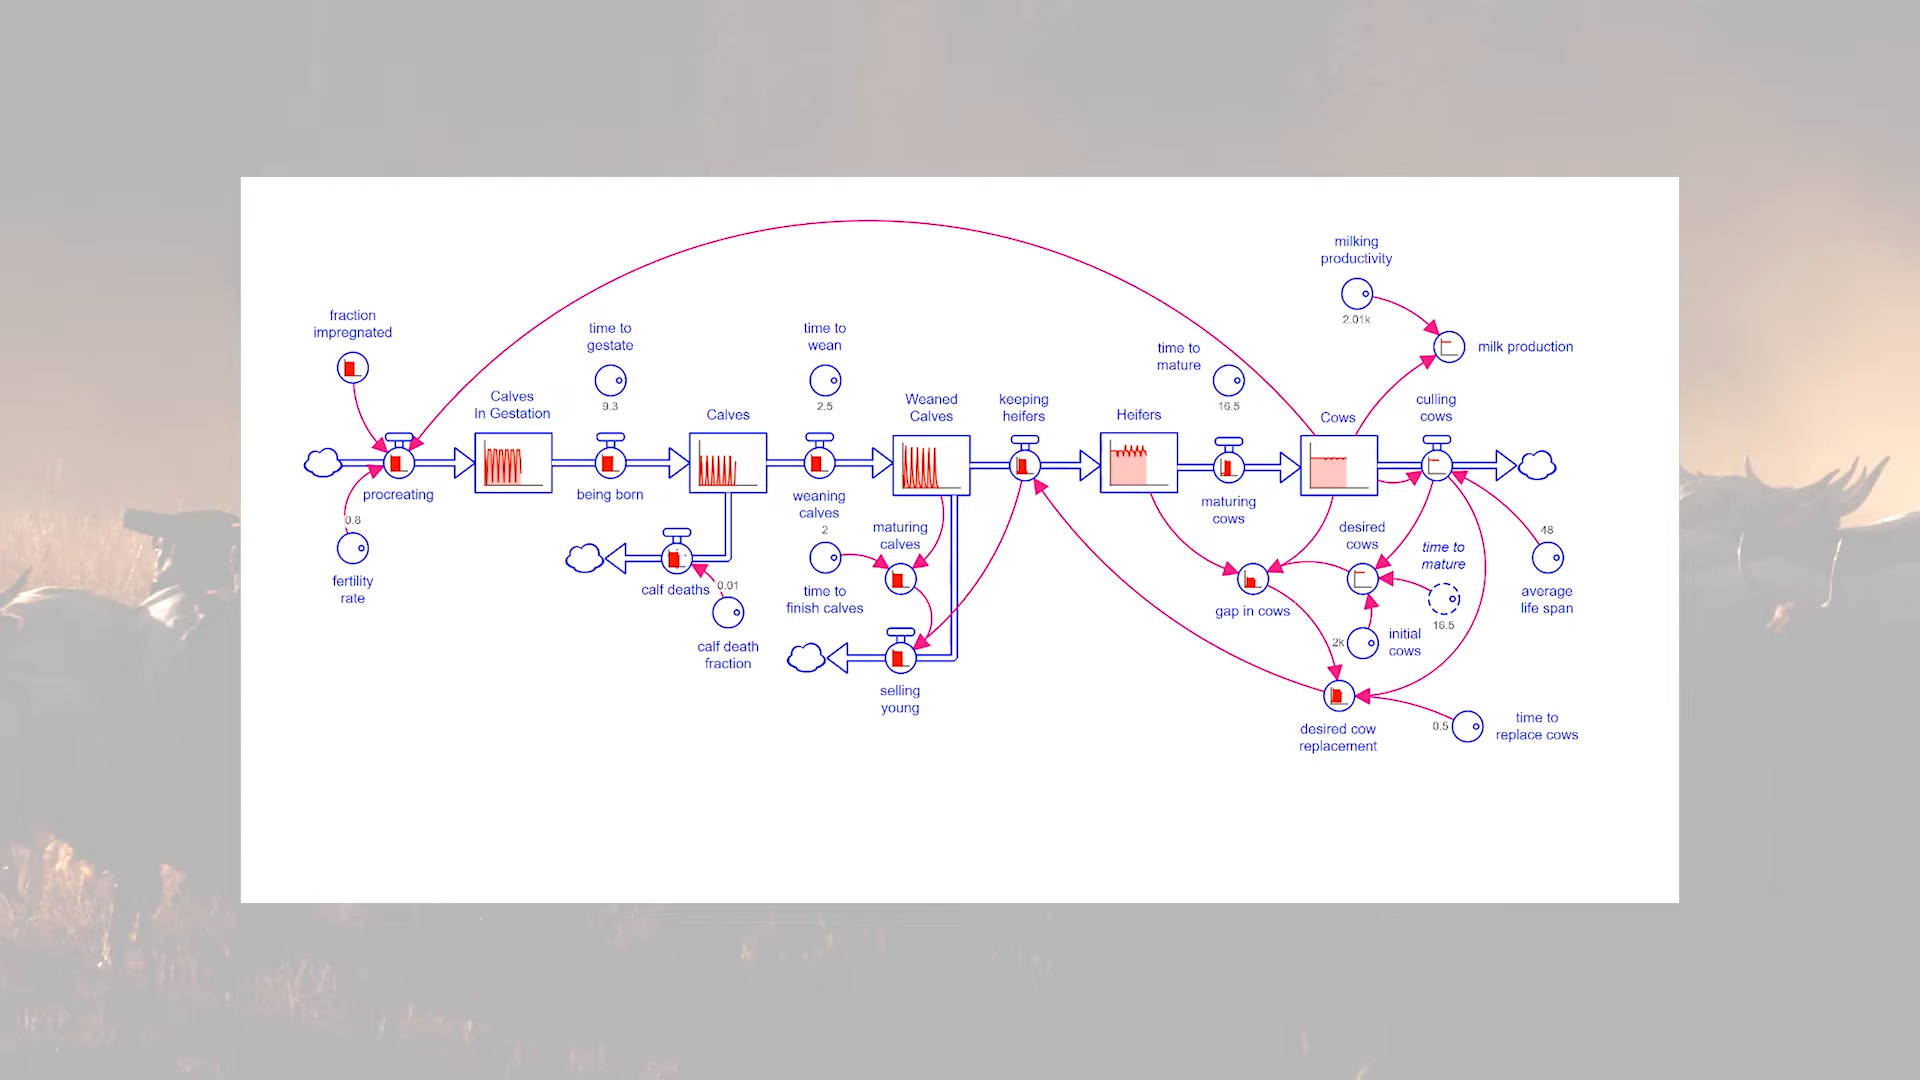 milking
productivity
2.01k
milk production
fraction
impregnated
time to
gestate
9.3
time to
wean
2.5
time to
mature
16.5
Calves
In Gestation
Calves
Weaned
Calves
keeping
heifers
Heifers
Cows
culling
cows
procreating
being born
weaning
calves
maturing
cows
0.8
fertility
rate
calf deaths
0.01
calf death
fraction
2
time to
finish calves
maturing
calves
selling
young
gap in cows
desired
cows
time to
mature
16.5
48
average
life span
2k
initial
cows
desired cow
replacement
0.5
time to
replace cows